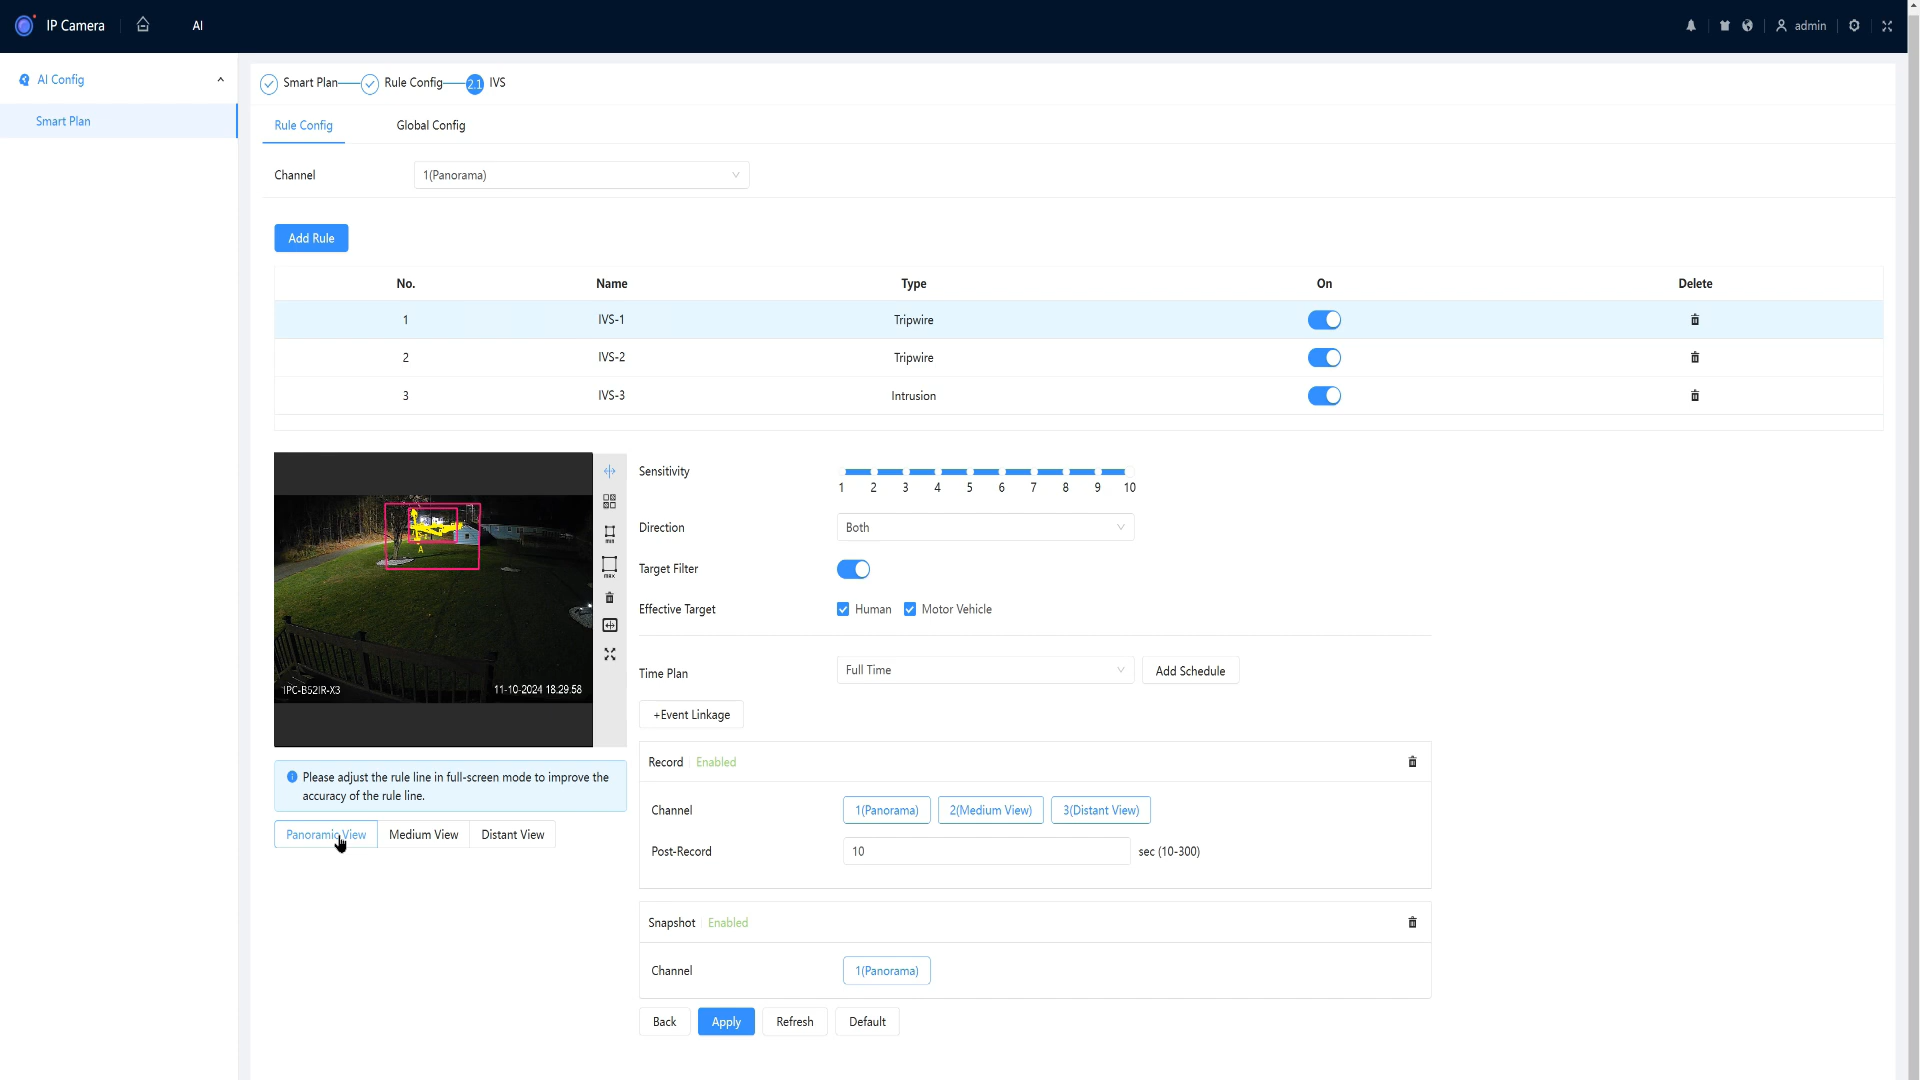 IP Camera
AI
admin
AI Config
Smart Plan
Smart Plan
Rule Config
2.1
IVS
Rule Config
Global Config
Channel
1(Panorama)
Add Rule
No. Name Type On Delete
1 IVS-1 Tripwire
2 IVS-2 Tripwire
3 IVS-3 Intrusion
Sensitivity
1 2 3 4 5 6 7 8 9 10
Direction
Both
Target Filter
Effective Target
Human
Motor Vehicle
Time Plan
Full Time
Add Schedule
+Event Linkage
Record Enabled
Channel
1(Panorama)
2(Medium View)
3(Distant View)
Post-Record
10
sec (10-300)
Snapshot Enabled
Channel
1(Panorama)
Back
Apply
Refresh
Default
A
min
max
IPC-B52IR-X3
11-10-2024 18:29:58
Please adjust the rule line in full-screen mode to improve the
accuracy of the rule line.
Panoramic View
Medium View
Distant View